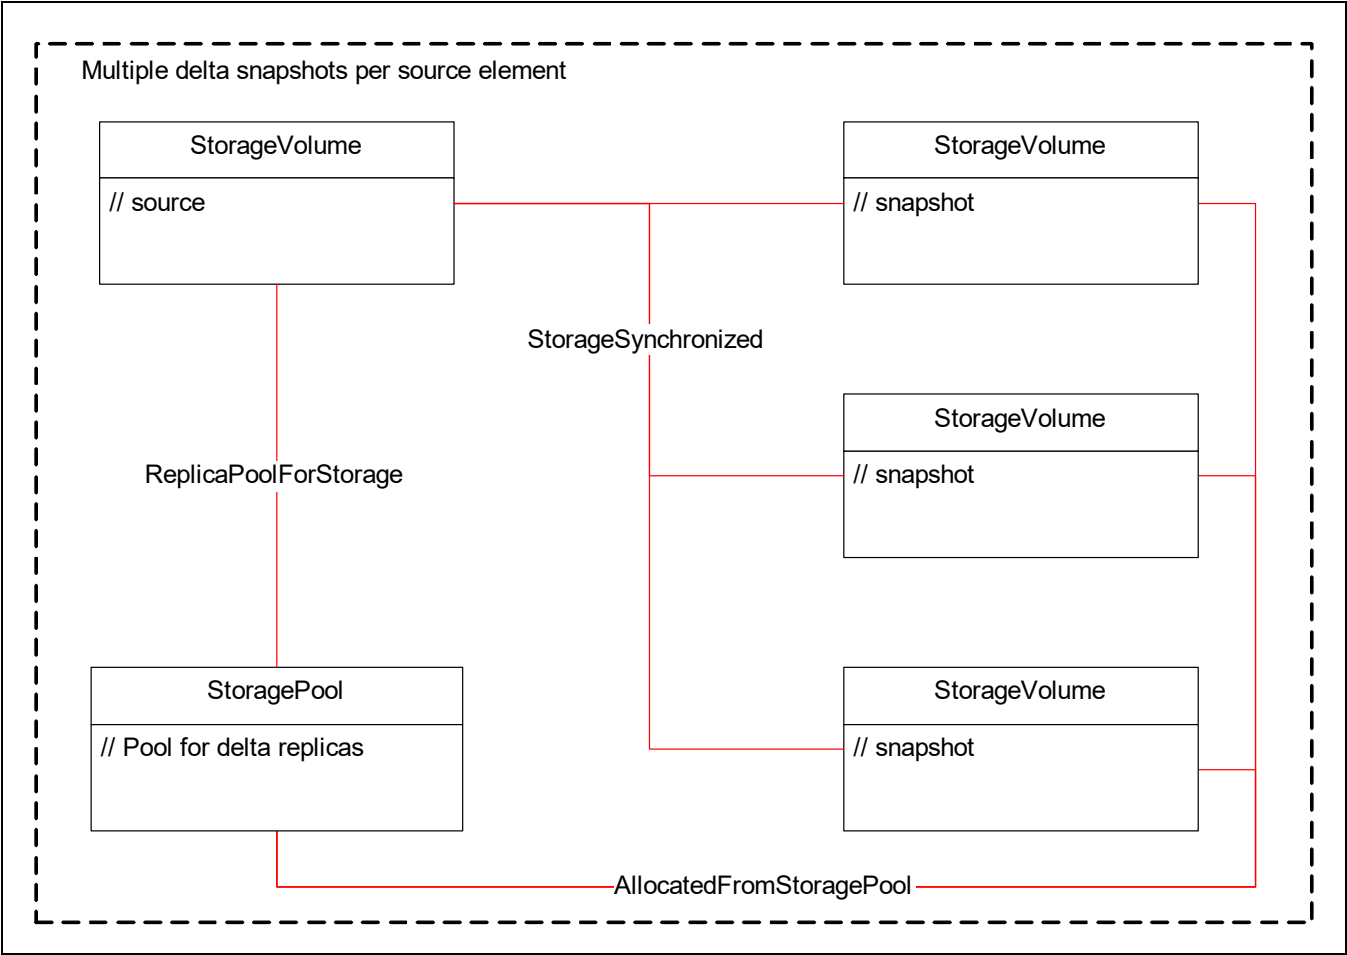 Multiple delta snapshots per source element
StorageVolume
// source
StorageVolume
// snapshot
StorageSynchronized
StorageVolume
// snapshot
ReplicaPoolForStorage
StoragePool
// Pool for delta replicas
StorageVolume
// snapshot
AllocatedFromStoragePool